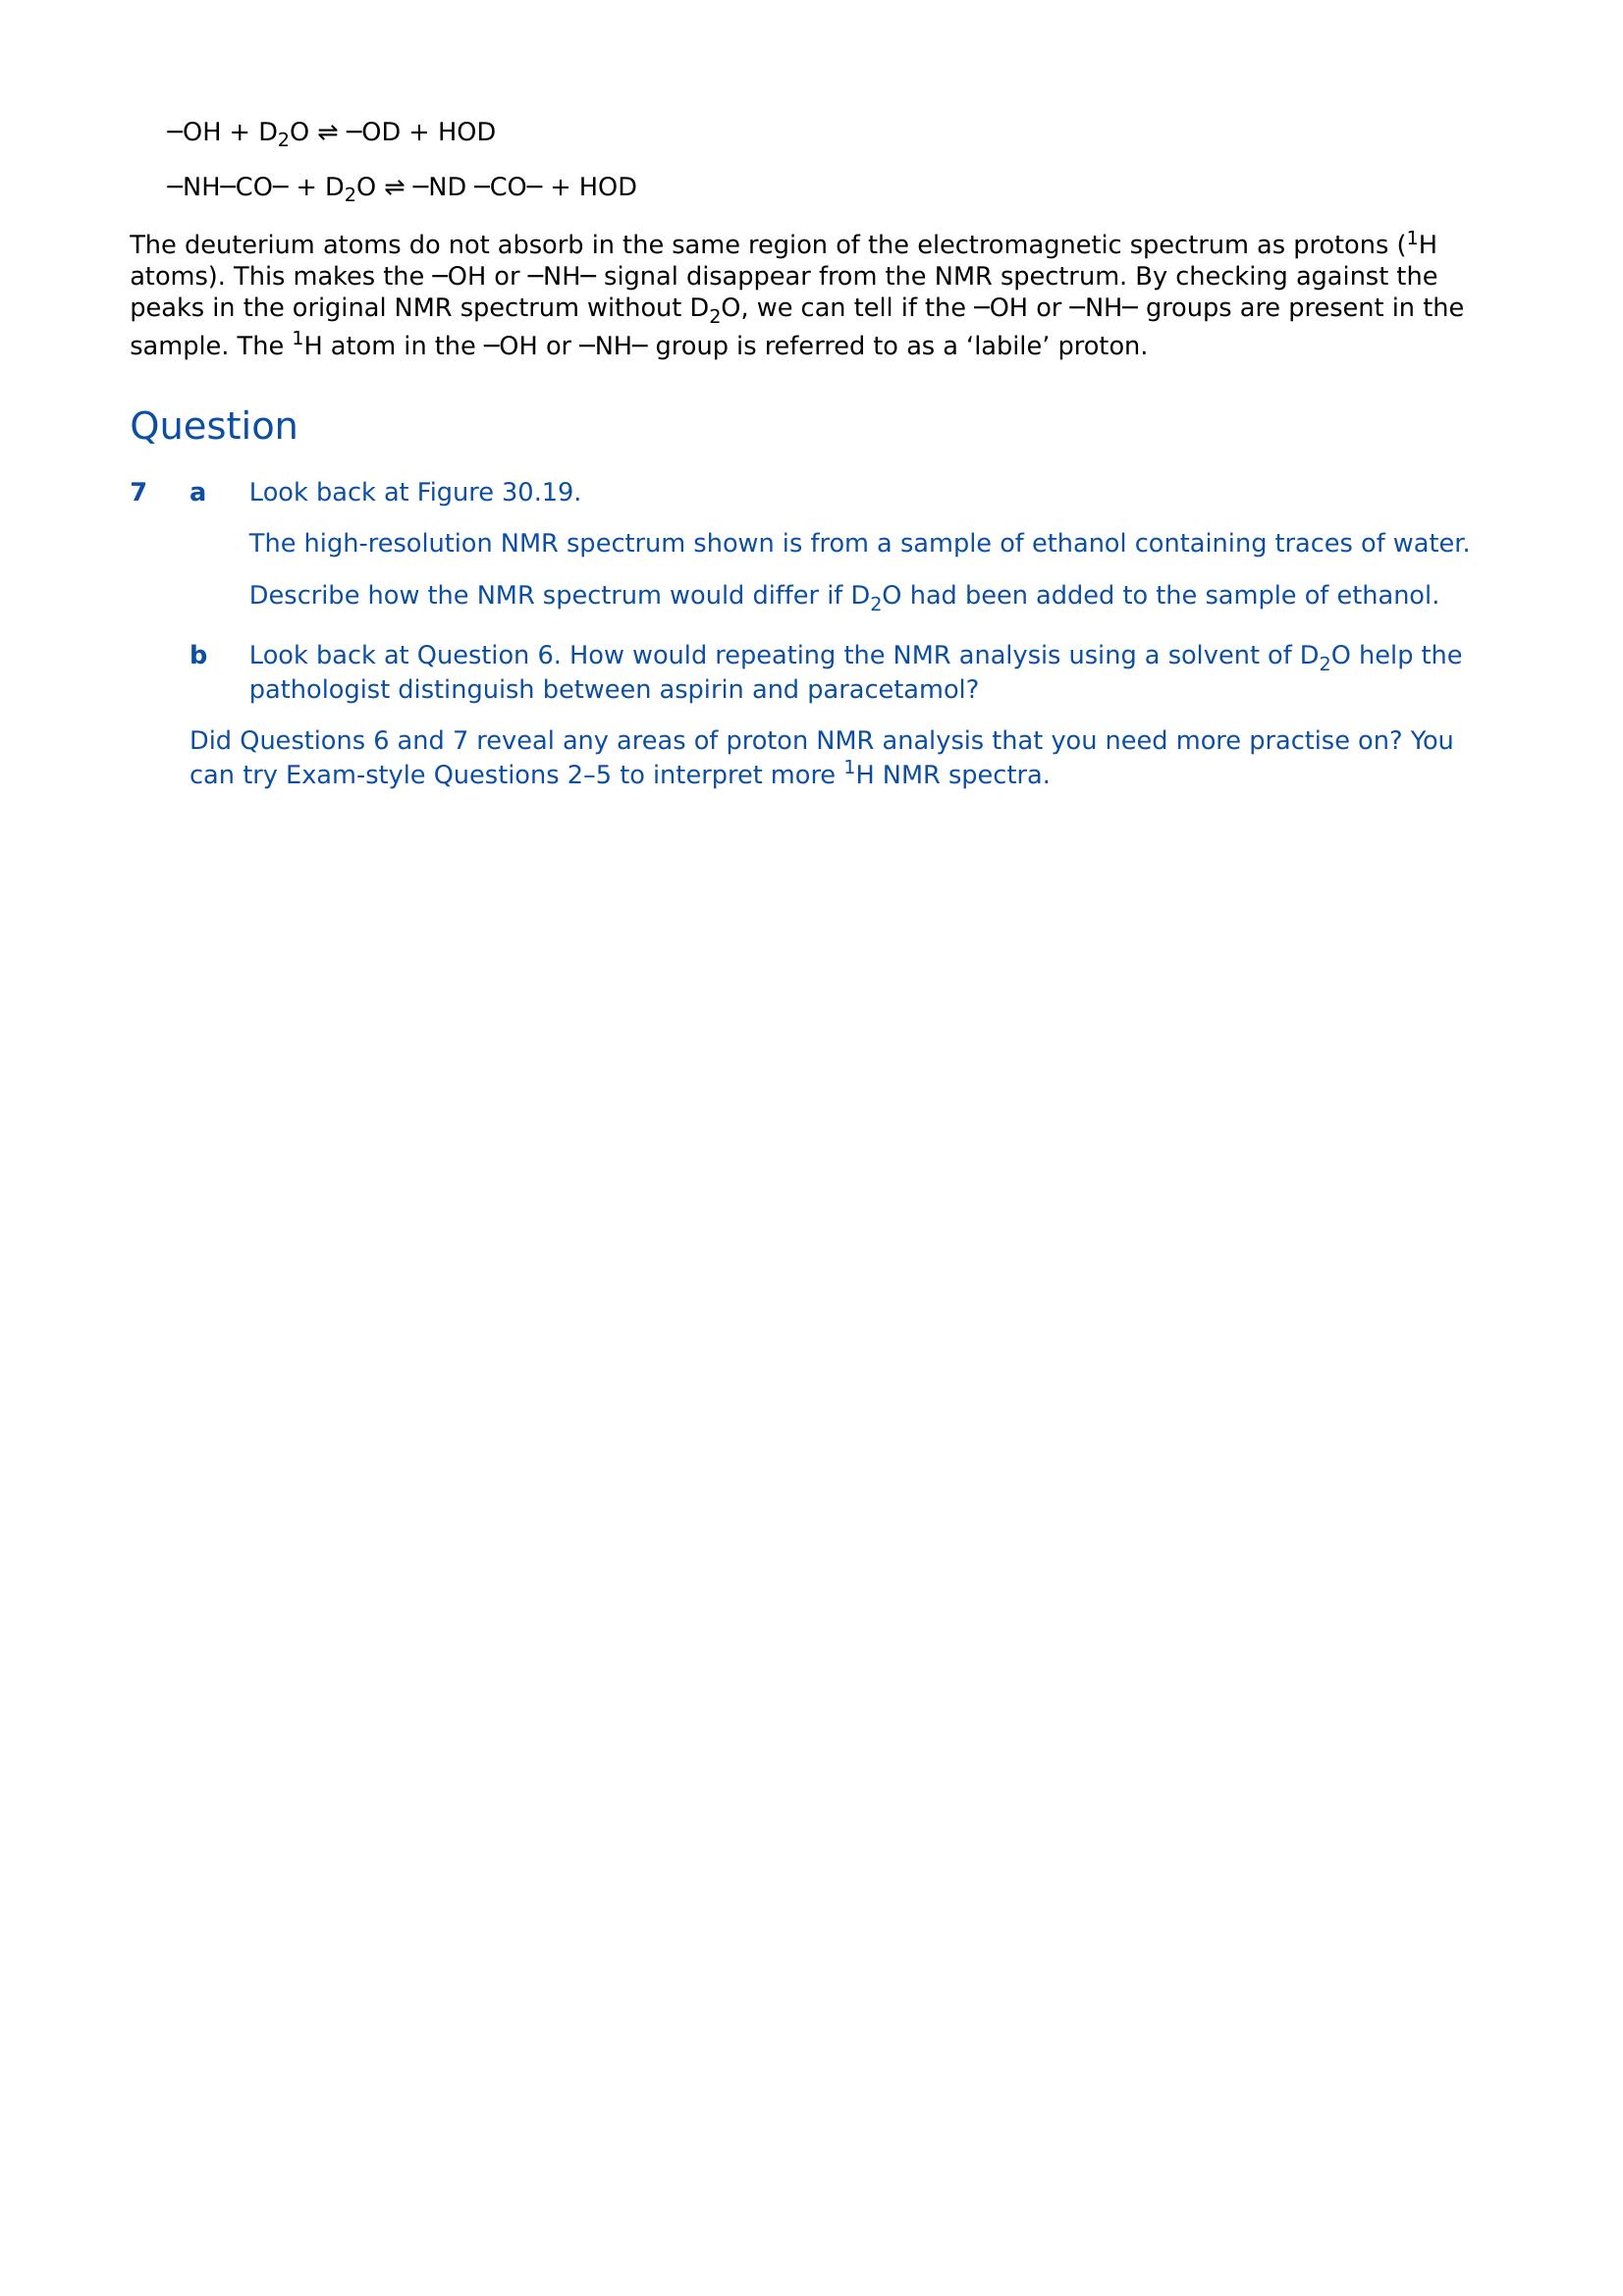 ─OH + D₂O ⇌ ─OD + HOD
─NH─CO─ + D₂O ⇌ ─ND ─CO─ + HOD
The deuterium atoms do not absorb in the same region of the electromagnetic spectrum as protons (¹H
atoms). This makes the ─OH or ─NH─ signal disappear from the NMR spectrum. By checking against the
peaks in the original NMR spectrum without D₂O, we can tell if the ─OH or ─NH─ groups are present in the
sample. The ¹H atom in the ─OH or ─NH─ group is referred to as a ‘labile’ proton.
Question
7 a Look back at Figure 30.19.
The high-resolution NMR spectrum shown is from a sample of ethanol containing traces of water.
Describe how the NMR spectrum would differ if D₂O had been added to the sample of ethanol.
b Look back at Question 6. How would repeating the NMR analysis using a solvent of D₂O help the
pathologist distinguish between aspirin and paracetamol?
Did Questions 6 and 7 reveal any areas of proton NMR analysis that you need more practise on? You
can try Exam-style Questions 2–5 to interpret more ¹H NMR spectra.